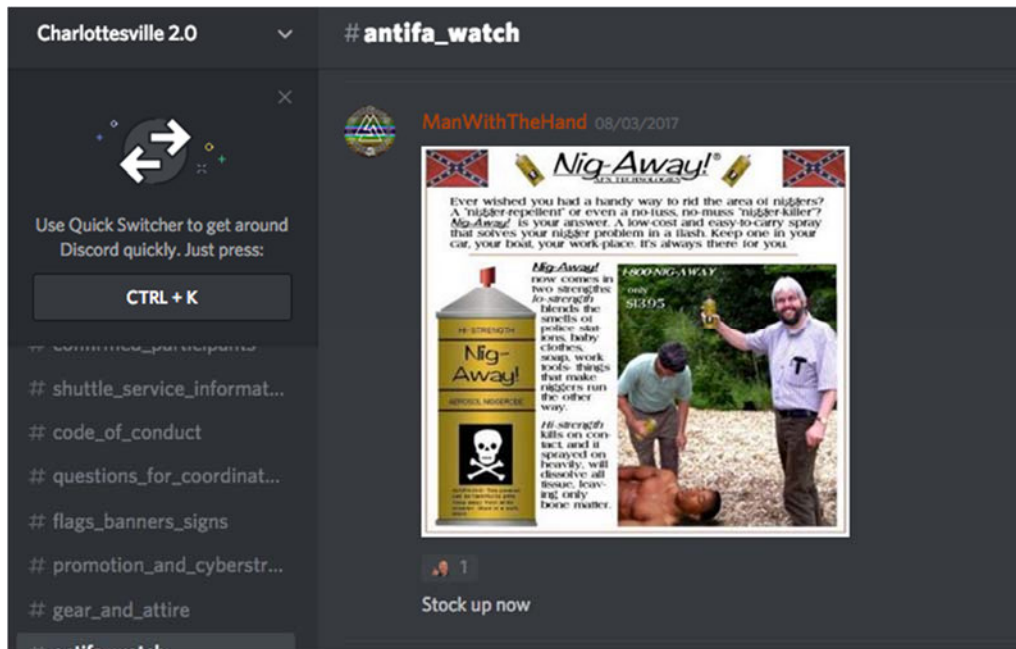 Charlottesville 2.0
#antifa_watch
Use Quick Switcher to get around
Discord quickly. Just press:
CTRL + K
# confirmed_participants
# shuttle_service_informat...
# code_of_conduct
# questions_for_coordinat...
# flags_banners_signs
# promotion_and_cyberstr...
# gear_and_attire
# antifa_watch
ManWithTheHand 08/03/2017
Nig-Away!®
TECHNOLOGIES
Ever wished you had a handy way to rid the area of niggers?
A "nigger-repellent" or even a no-fuss, no-muss "nigger-killer"?
Nig-Away! is your answer. A low-cost and easy-to-carry spray
that solves your nigger problem in a flash. Keep one in your
car, your boat, your work-place. It's always there for you.
HI-STRENGTH
Nig-
Away!
AEROSOL NIGGERCIDE
Nig-Away!
now comes in
two strengths:
lo-strength
blends the
smells of
police stat-
ions, baby
clothes,
soap, work
tools- things
that make
niggers run
the other
way.
Hi-strength
kills on con-
tact, and if
sprayed on
heavily, will
dissolve all
tissue, leav-
ing only
bone matter.
1-800-NIG-AWAY
only
$13.95
1
Stock up now